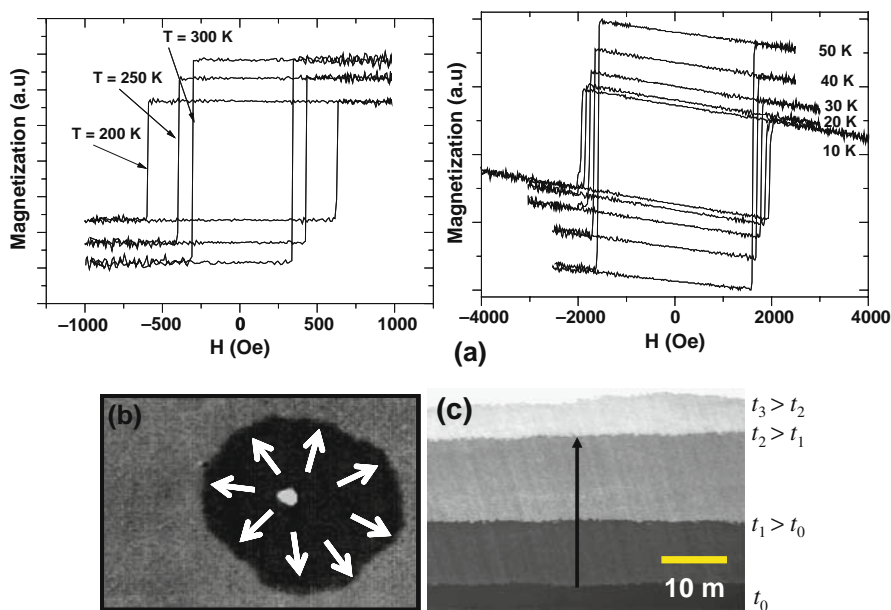 Magnetization (a.u)
T = 300 K
T = 250 K
T = 200 K
−1000 −500 0 500 1000
H (Oe)
Magnetization (a.u)
50 K
40 K
30 K
20 K
10 K
−4000 −2000 0 2000 4000
H (Oe)
(a)
(b)
(c)
t3 > t2
t2 > t1
t1 > t0
10 m
t0